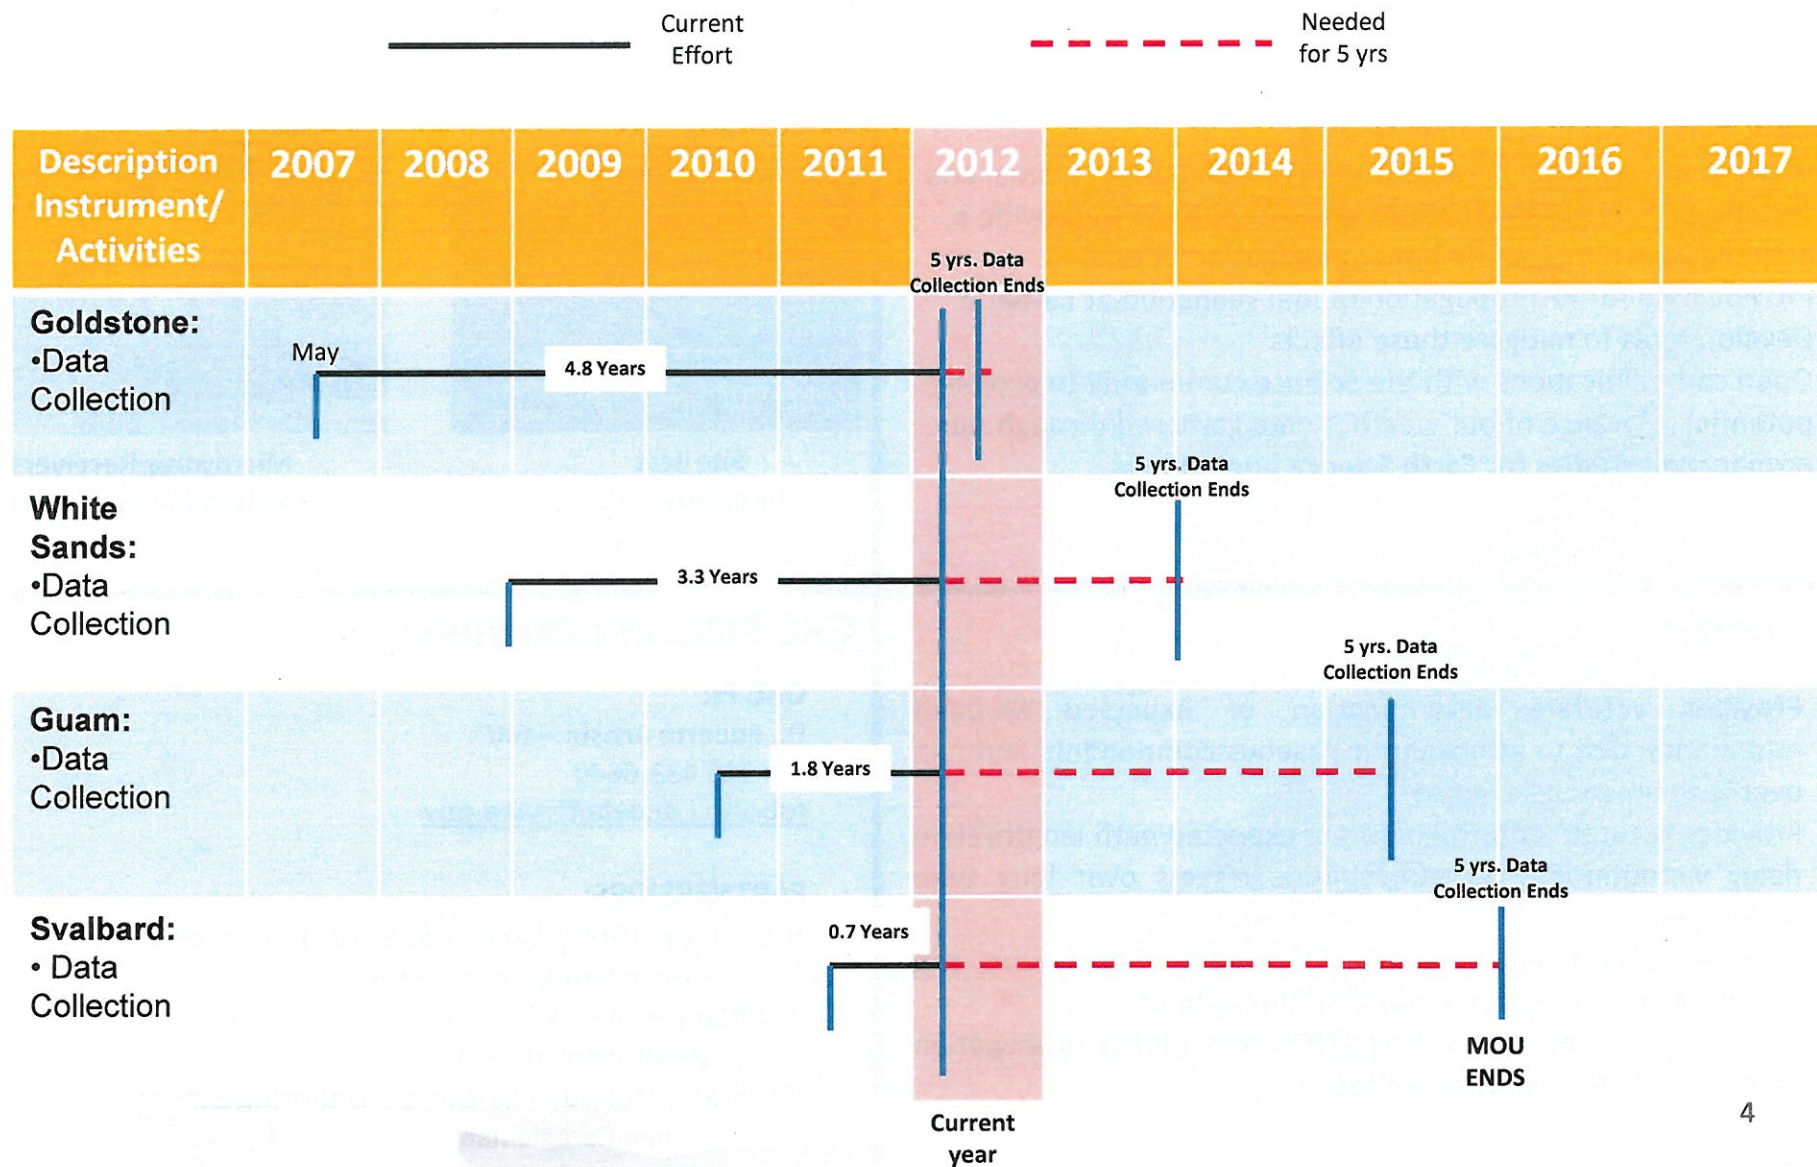 Current
Effort
Needed
for 5 yrs
Description
Instrument/
Activities
2007
2008
2009
2010
2011
2012
2013
2014
2015
2016
2017
5 yrs. Data
Collection Ends
Goldstone:
•Data
Collection
May
4.8 Years
White
Sands:
•Data
Collection
3.3 Years
5 yrs. Data
Collection Ends
Guam:
•Data
Collection
1.8 Years
5 yrs. Data
Collection Ends
Svalbard:
• Data
Collection
0.7 Years
5 yrs. Data
Collection Ends
MOU
ENDS
Current
year
4